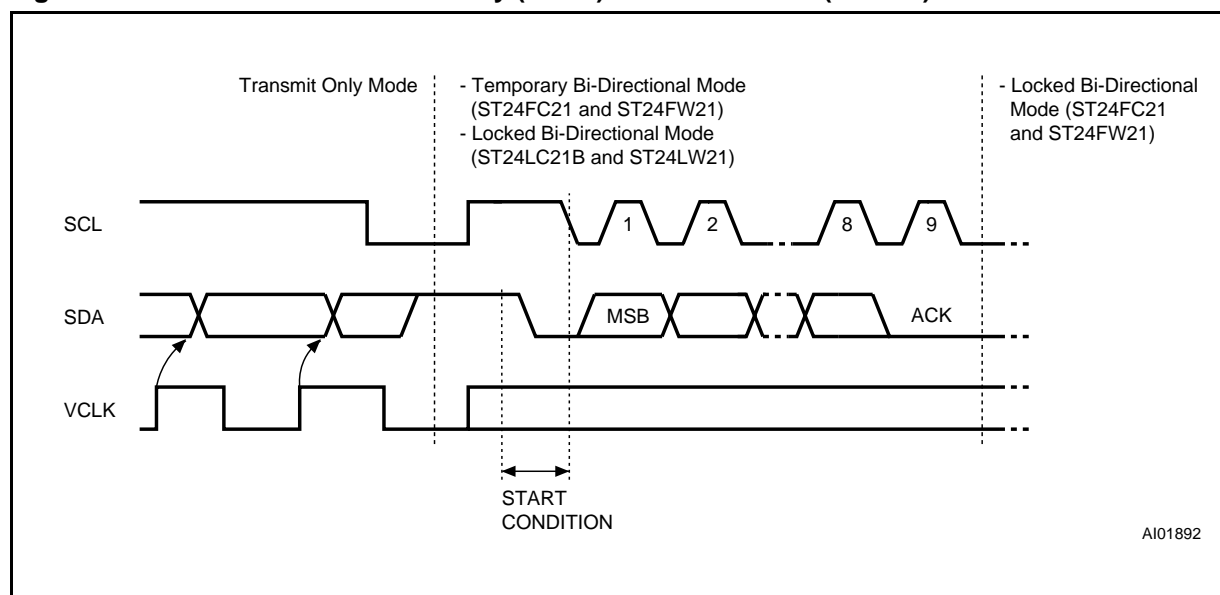 Transmit Only Mode
- Temporary Bi-Directional Mode
(ST24FC21 and ST24FW21)
- Locked Bi-Directional Mode
(ST24LC21B and ST24LW21)
- Locked Bi-Directional
Mode (ST24FC21
and ST24FW21)
SCL
1
2
8
9
SDA
MSB
ACK
VCLK
START
CONDITION
AI01892